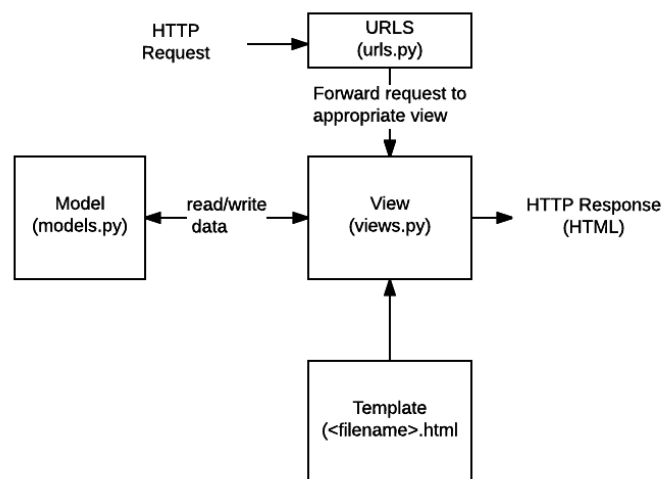 HTTP
Request
URLS
(urls.py)
Forward request to
appropriate view
Model
(models.py)
read/write
data
View
(views.py)
HTTP Response
(HTML)
Template
(<filename>.html